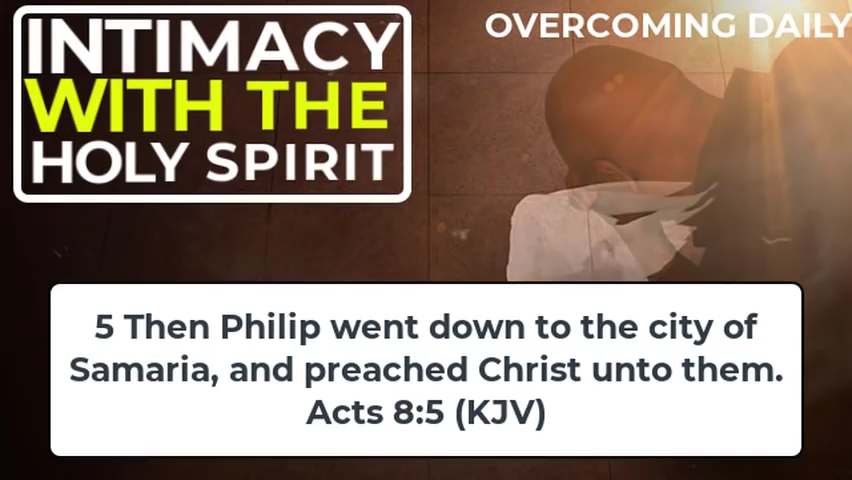 INTIMACY
WITH THE
HOLY SPIRIT
OVERCOMING DAILY
5 Then Philip went down to the city of
Samaria, and preached Christ unto them.
Acts 8:5 (KJV)